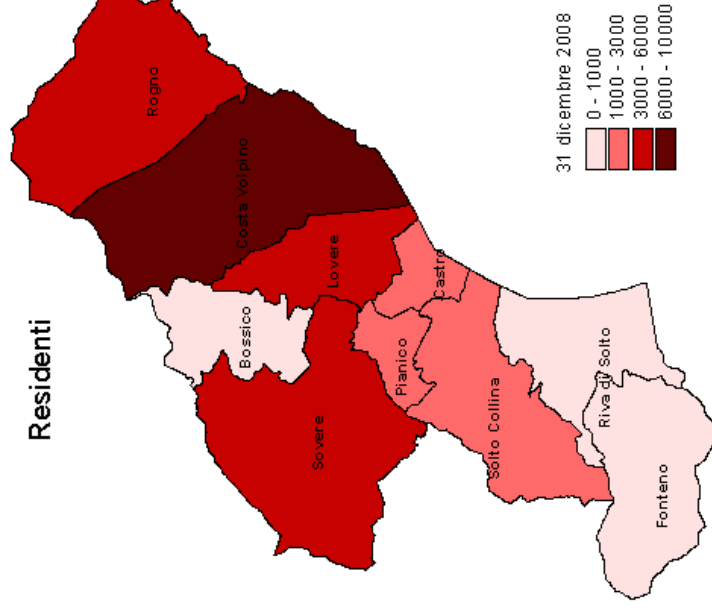 Residenti
Rogno
Costa Volpino
Lovere
Bossico
Castro
Sovere
Pianico
Solto Collina
Riva di Solto
Fonteno
31 dicembre 2008
0 - 1000
1000 - 3000
3000 - 6000
6000 - 10000